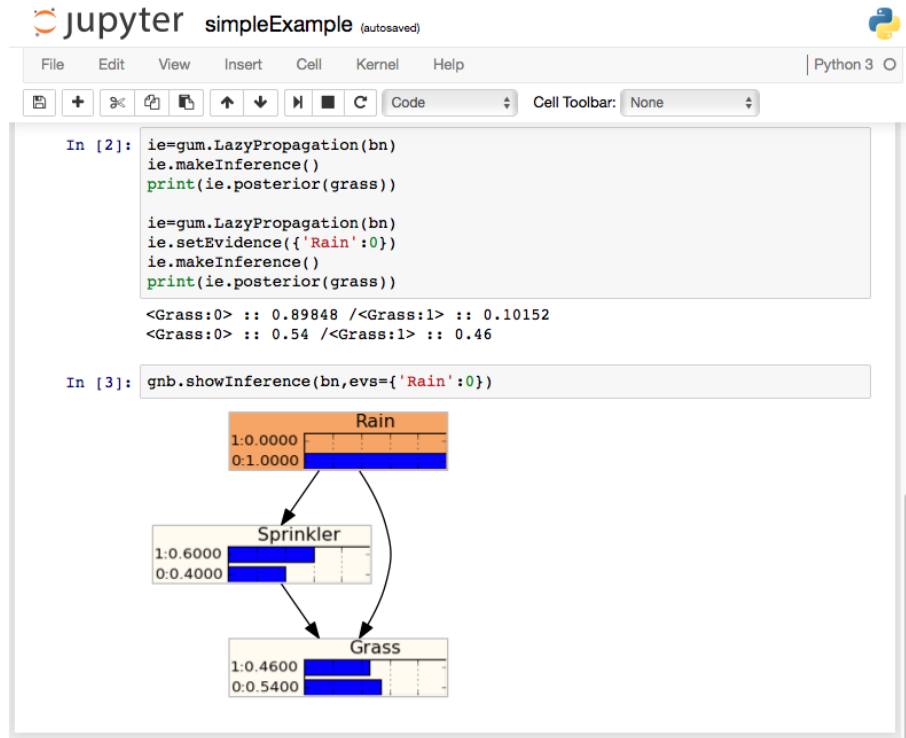 jupyter simpleExample (autosaved)
File Edit View Insert Cell Kernel Help Python 3
Code Cell Toolbar: None
In [2]: ie=gum.LazyPropagation(bn)
ie.makeInference()
print(ie.posterior(grass))
ie=gum.LazyPropagation(bn)
ie.setEvidence({'Rain':0})
ie.makeInference()
print(ie.posterior(grass))
<Grass:0> :: 0.89848 /<Grass:1> :: 0.10152
<Grass:0> :: 0.54 /<Grass:1> :: 0.46
In [3]: gnb.showInference(bn,evs={'Rain':0})
Rain
1:0.0000
0:1.0000
Sprinkler
1:0.6000
0:0.4000
Grass
1:0.4600
0:0.5400